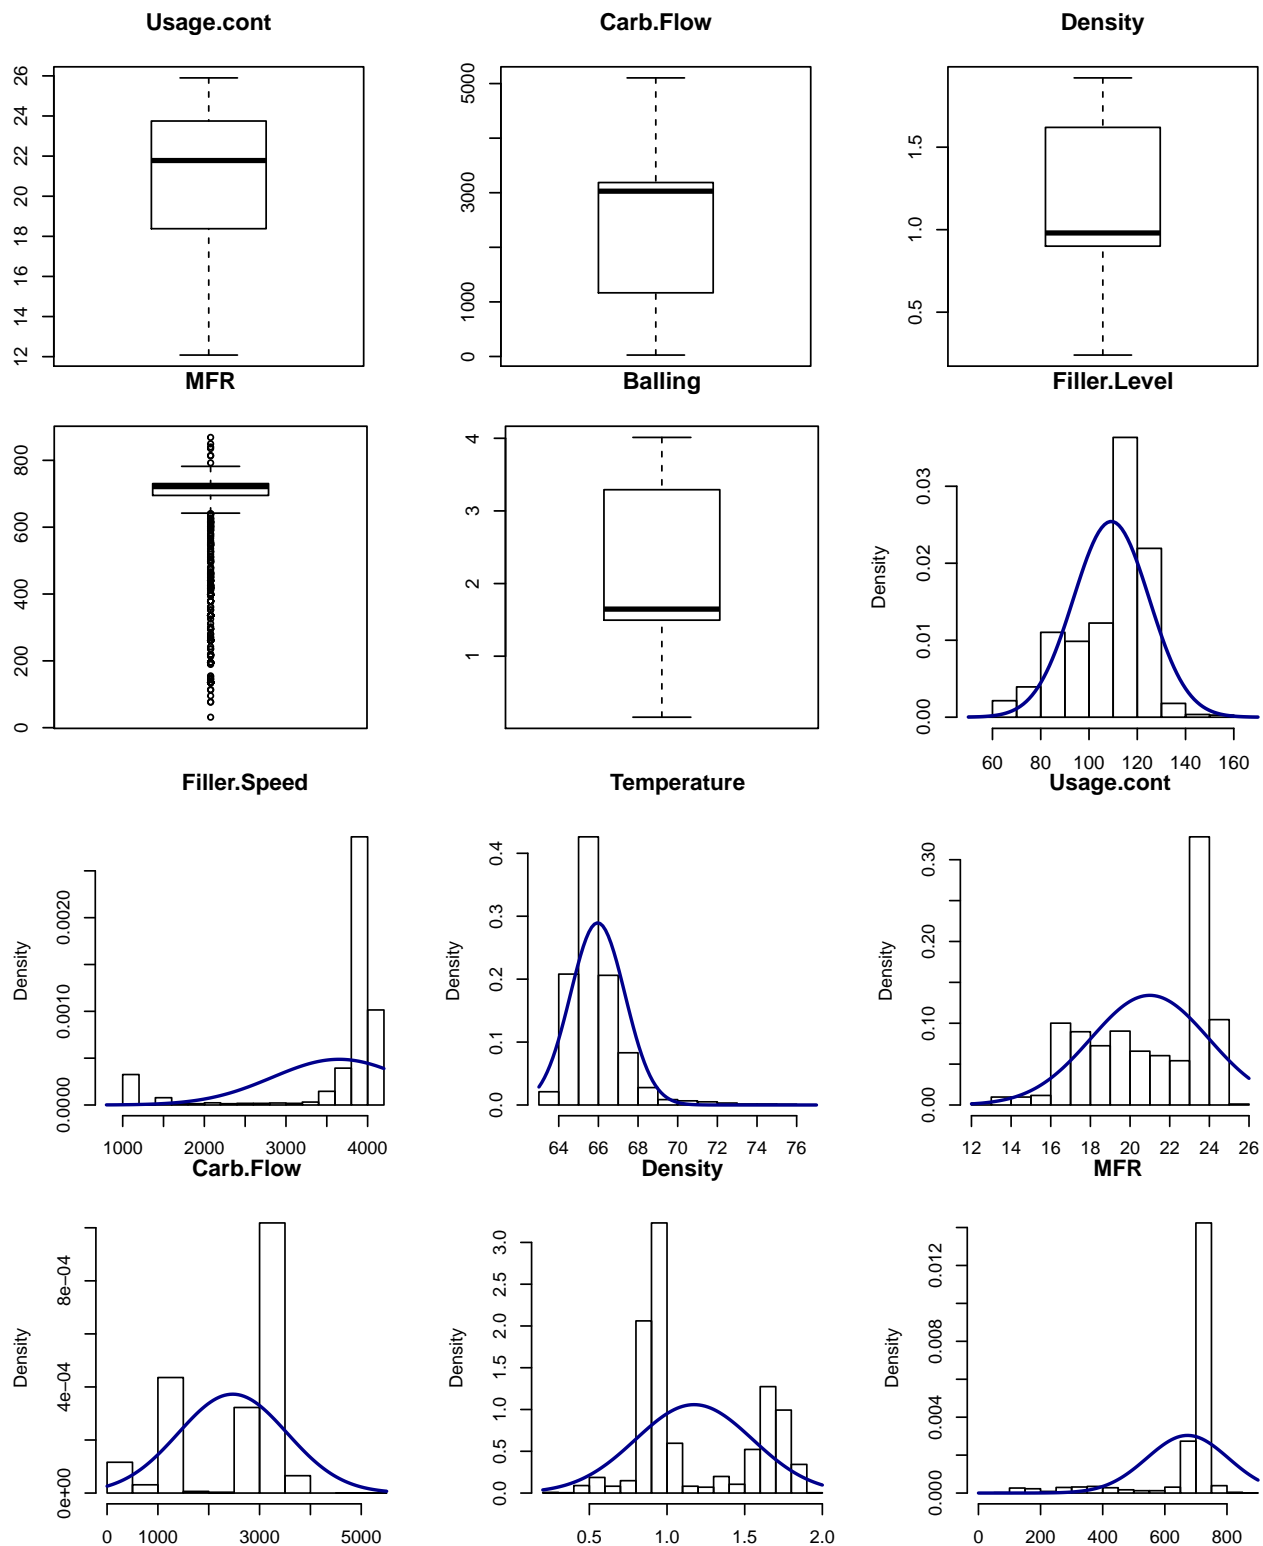 Usage.cont
Carb.Flow
Density
12 14 16 18 20 22 24 26
0 1000 3000 5000
0.5 1.0 1.5
MFR
Balling
Filler.Level
0 200 400 600 800
1 2 3 4
Density
0.00 0.01 0.02 0.03
60 80 100 120 140 160
Filler.Speed
Temperature
Usage.cont
Density
0.0000 0.0010 0.0020
1000 2000 3000 4000
Density
0.0 0.1 0.2 0.3 0.4
64 66 68 70 72 74 76
Density
0.00 0.10 0.20 0.30
12 14 16 18 20 22 24 26
Carb.Flow
Density
MFR
Density
0e+00 4e−04 8e−04
0 1000 3000 5000
Density
0.0 0.5 1.0 1.5 2.0 2.5 3.0
0.5 1.0 1.5 2.0
Density
0.000 0.004 0.008 0.012
0 200 400 600 800